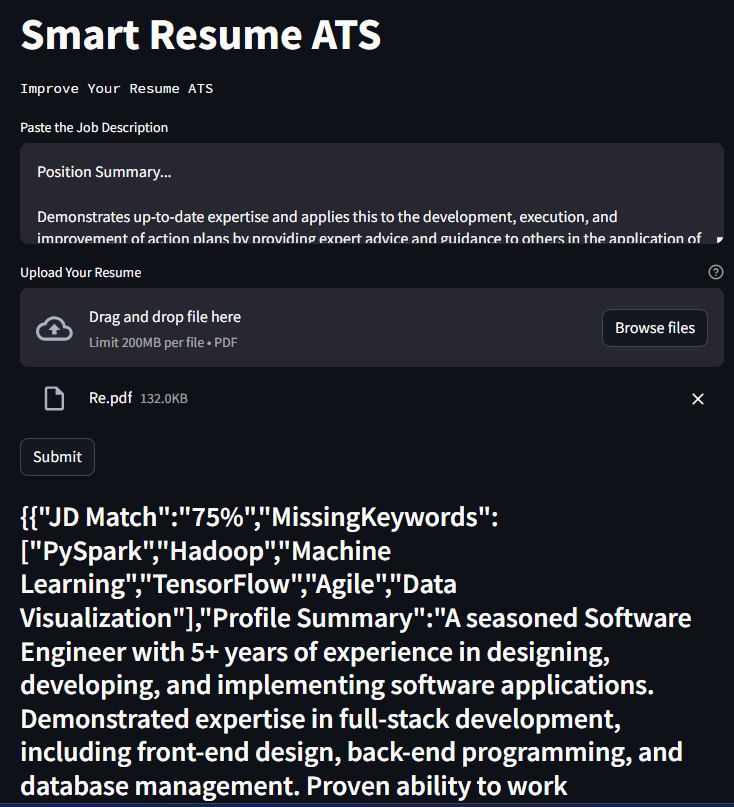 Smart Resume ATS
Improve Your Resume ATS
Paste the Job Description
Position Summary...
Demonstrates up-to-date expertise and applies this to the development, execution, and
improvement of action plans by providing expert advice and guidance to others in the application of
Upload Your Resume
Drag and drop file here
Limit 200MB per file • PDF
Browse files
Re.pdf 132.0KB
Submit
{{"JD Match":"75%","MissingKeywords":
["PySpark","Hadoop","Machine
Learning","TensorFlow","Agile","Data
Visualization"],"Profile Summary":"A seasoned Software
Engineer with 5+ years of experience in designing,
developing, and implementing software applications.
Demonstrated expertise in full-stack development,
including front-end design, back-end programming, and
database management. Proven ability to work